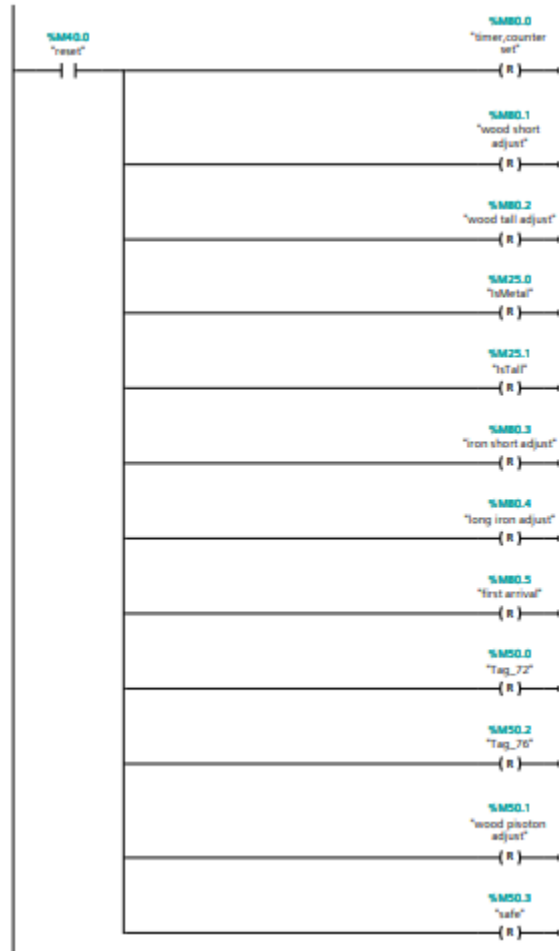 %M40.0
"reset"
%M80.0
"timer,counter
set"
( R )
%M80.1
"wood short
adjust"
( R )
%M80.2
"wood tall adjust"
( R )
%M25.0
"IsMetal"
( R )
%M25.1
"IsTall"
( R )
%M80.3
"iron short adjust"
( R )
%M80.4
"long iron adjust"
( R )
%M80.5
"first arrival"
( R )
%M50.0
"Tag_72"
( R )
%M50.2
"Tag_76"
( R )
%M50.1
"wood pisoton
adjust"
( R )
%M50.3
"safe"
( R )